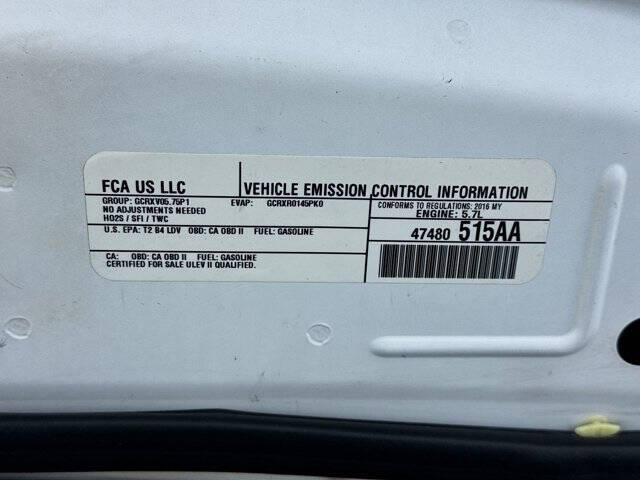 FCA US LLC
VEHICLE EMISSION CONTROL INFORMATION
GROUP: GCRXV05.75P1 EVAP: GCRXR0145PK0
NO ADJUSTMENTS NEEDED
HO2S / SFI / TWC
CONFORMS TO REGULATIONS: 2016 MY
ENGINE: 5.7L
U.S. EPA: T2 B4 LDV OBD: CA OBD II FUEL: GASOLINE
47480 515AA
CA: OBD: CA OBD II FUEL: GASOLINE
CERTIFIED FOR SALE ULEV II QUALIFIED.